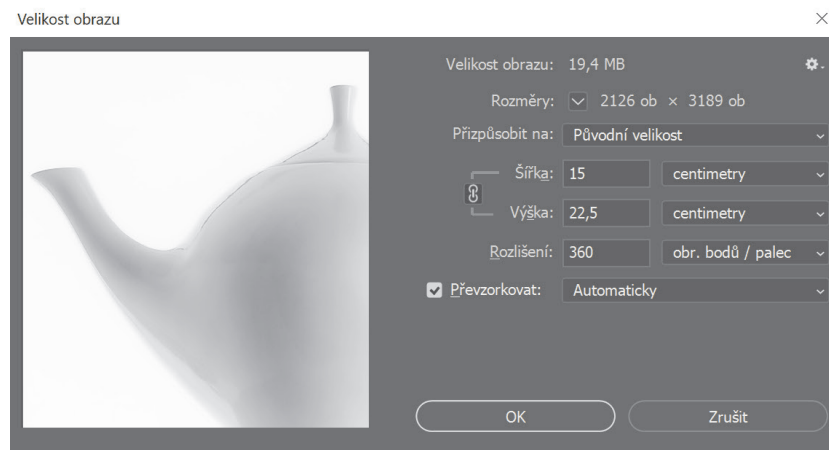 Velikost obrazu
Velikost obrazu: 19,4 MB
Rozměry: 2126 ob × 3189 ob
Přizpůsobit na: Původní velikost
Šířka: 15 centimetry
Výška: 22,5 centimetry
Rozlišení: 360 obr. bodů / palec
Převzorkovat: Automaticky
OK Zrušit